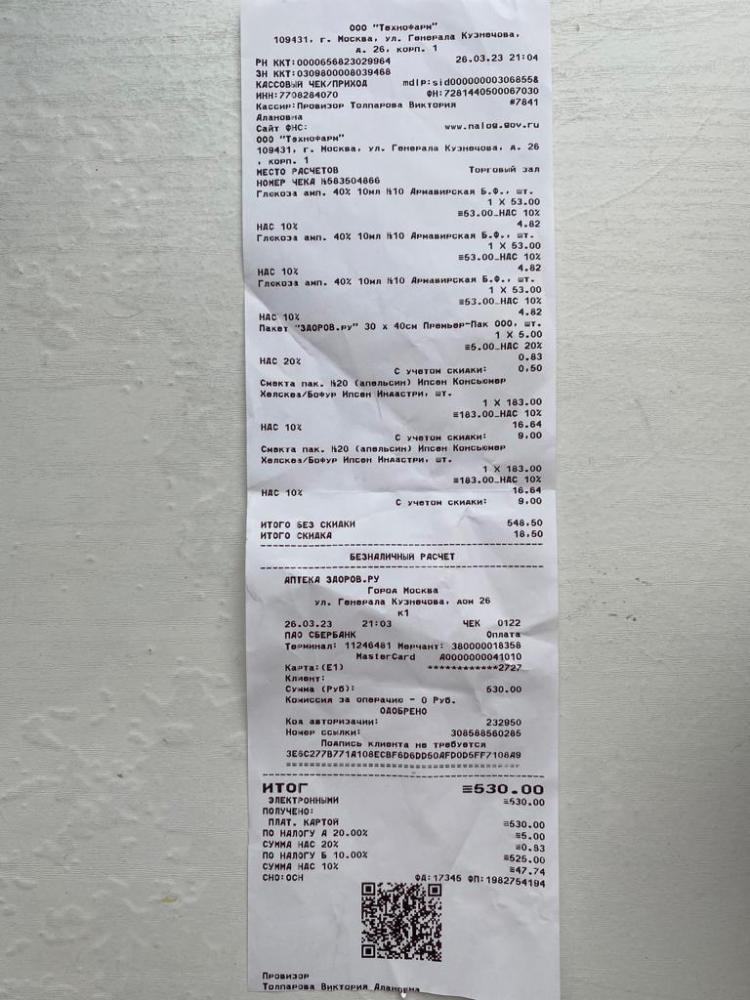 ООО "Технофарм"
109431, г. Москва, ул. Генерала Кузнецова,
д. 26, корп. 1
РН ККТ:0000656823029964 26.03.23 21:04
ЗН ККТ:0309800008039468
КАССОВЫЙ ЧЕК/ПРИХОД mdlp:sid0000000030685​58
ИНН:7708284070 ФН:7281440500067030
Кассир:Провизор Толпарова Виктория #7841
Алановна
Сайт ФНС: www.nalog.gov.ru
ООО "Технофарм"
109431, г. Москва, ул. Генерала Кузнецова, д. 26
, корп. 1
МЕСТО РАСЧЕТОВ Торговый зал
НОМЕР ЧЕКА №583504866
Глюкоза амп. 40% 10мл №10 Армавирская Б.Ф., шт.
1 X 53.00
≡53.00_НДС 10%
НДС 10% 4.82
Глюкоза амп. 40% 10мл №10 Армавирская Б.Ф., шт.
1 X 53.00
≡53.00_НДС 10%
НДС 10% 4.82
Глюкоза амп. 40% 10мл №10 Армавирская Б.Ф., шт.
1 X 53.00
≡53.00_НДС 10%
НДС 10% 4.82
Пакет "ЗДОРОВ.ру" 30 x 40см Премьер-Пак ООО, шт.
1 X 5.00
≡5.00_НДС 20%
НДС 20% 0.83
С учетом скидки: 0,50
Смекта пак. №20 (апельсин) Ипсен Консьюмер
Хелскеа/Бофур Ипсен Индастри, шт.
1 X 183.00
≡183.00_НДС 10%
НДС 10% 16.64
С учетом скидки: 9,00
Смекта пак. №20 (апельсин) Ипсен Консьюмер
Хелскеа/Бофур Ипсен Индастри, шт.
1 X 183.00
≡183.00_НДС 10%
НДС 10% 16.64
С учетом скидки: 9,00
ИТОГО БЕЗ СКИДКИ 548,50
ИТОГО СКИДКА 18,50
БЕЗНАЛИЧНЫЙ РАСЧЕТ
АПТЕКА ЗДОРОВ.РУ
Город Москва
ул. Генерала Кузнецова, дом 26
к1
26.03.23 21:03 ЧЕК 0122
ПАО СБЕРБАНК Оплата
Терминал: 11246481 Мерчант: 380000018358
MasterCard A0000000041010
Карта:(E1) ************2727
Клиент:
Сумма (Руб): 530.00
Комиссия за операцию - 0 Руб.
ОДОБРЕНО
Код авторизации: 232950
Номер ссылки: 308588560285
Подпись клиента не требуется
3E6C277B771A108ECBF6D6DD50AFD0D5FF7108A9
ИТОГ ≡530.00
ЭЛЕКТРОННЫМИ ≡530.00
ПОЛУЧЕНО:
ПЛАТ. КАРТОЙ ≡530.00
ПО НАЛОГУ А 20.00% ≡5.00
СУММА НДС 20% ≡0.83
ПО НАЛОГУ Б 10.00% ≡525.00
СУММА НДС 10% ≡47.74
СНО:ОСН ФД:17345 ФП:1982754194
Провизор
Толпарова Виктория Алановна